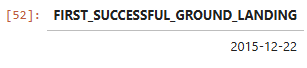 [52]: FIRST_SUCCESSFUL_GROUND_LANDING
2015-12-22